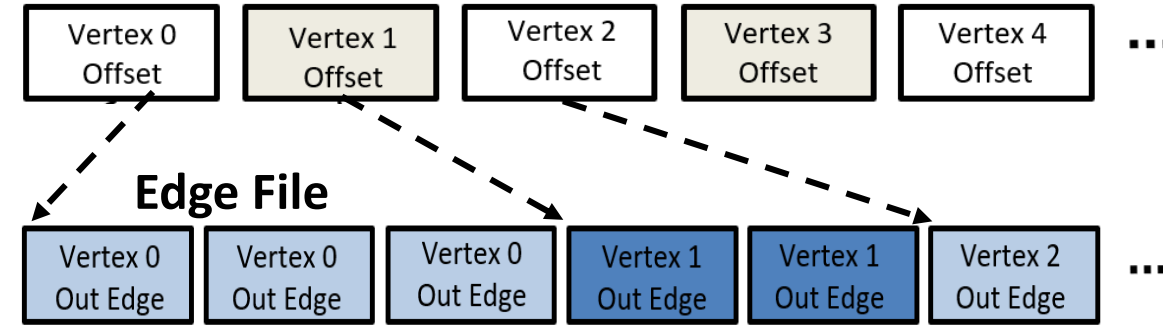 Vertex 0 Offset
Vertex 1 Offset
Vertex 2 Offset
Vertex 3 Offset
Vertex 4 Offset
...
Edge File
Vertex 0 Out Edge
Vertex 0 Out Edge
Vertex 0 Out Edge
Vertex 1 Out Edge
Vertex 1 Out Edge
Vertex 2 Out Edge
...